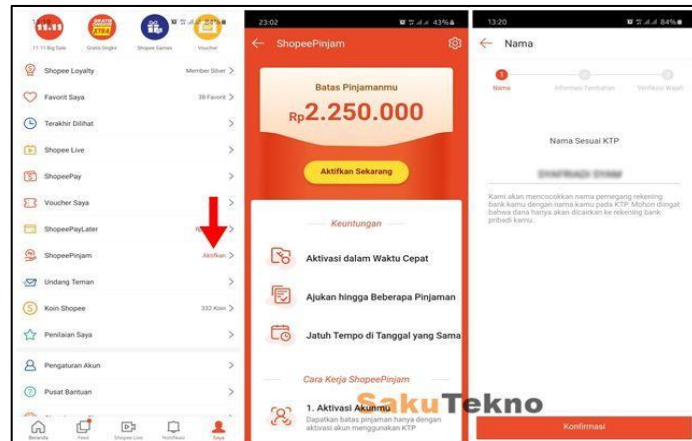 11.11
GRATIS
XTRA
11.11 Big Sale
Gratis Ongkir
Shopee Games
Voucher
Shopee Loyalty
Member Silver >
Favorit Saya
38 Favorit >
Terakhir Dilihat
Shopee Live
ShopeePay
Voucher Saya
ShopeePayLater
ShopeePinjam
Aktifkan >
Undang Teman
Koin Shopee
332 Koin >
Penilaian Saya
Pengaturan Akun
Pusat Bantuan
Beranda
Feed
Shopee Live
Notifikasi
Saya
23:02
43%
ShopeePinjam
Batas Pinjamanmu
Rp2.250.000
Aktifkan Sekarang
Keuntungan
Aktivasi dalam Waktu Cepat
Ajukan hingga Beberapa Pinjaman
Jatuh Tempo di Tanggal yang Sama
Cara Kerja ShopeePinjam
1. Aktivasi Akunmu
Dapatkan batas pinjaman hanya dengan
aktivasi akun menggunakan KTP
13:20
84%
Nama
1
Nama
Informasi Tambahan
Verifikasi Wajah
Nama Sesuai KTP
Kami akan mencocokkan nama pemegang rekening
bank kamu dengan nama kamu pada KTP. Mohon diingat
bahwa dana hanya akan dicairkan ke rekening bank
pribadi kamu.
Konfirmasi
SakuTekno